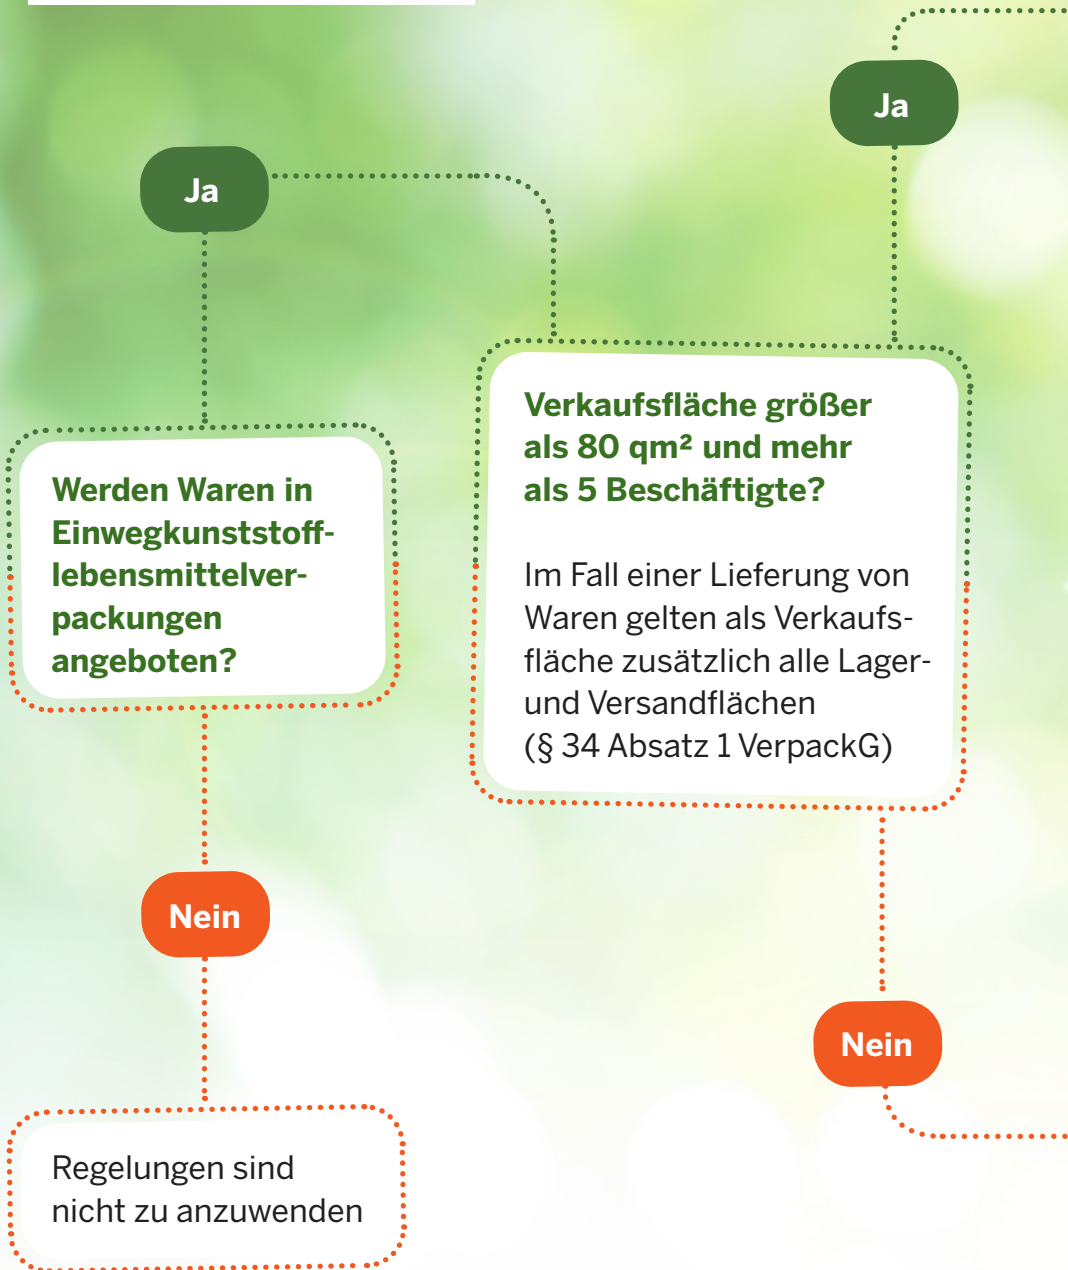 Ja
Ja
Werden Waren in
Einwegkunststoff-
lebensmittelver-
packungen
angeboten?
Verkaufsfläche größer
als 80 qm² und mehr
als 5 Beschäftigte?
Im Fall einer Lieferung von
Waren gelten als Verkaufs-
fläche zusätzlich alle Lager-
und Versandflächen
(§ 34 Absatz 1 VerpackG)
Nein
Nein
Regelungen sind
nicht zu anzuwenden